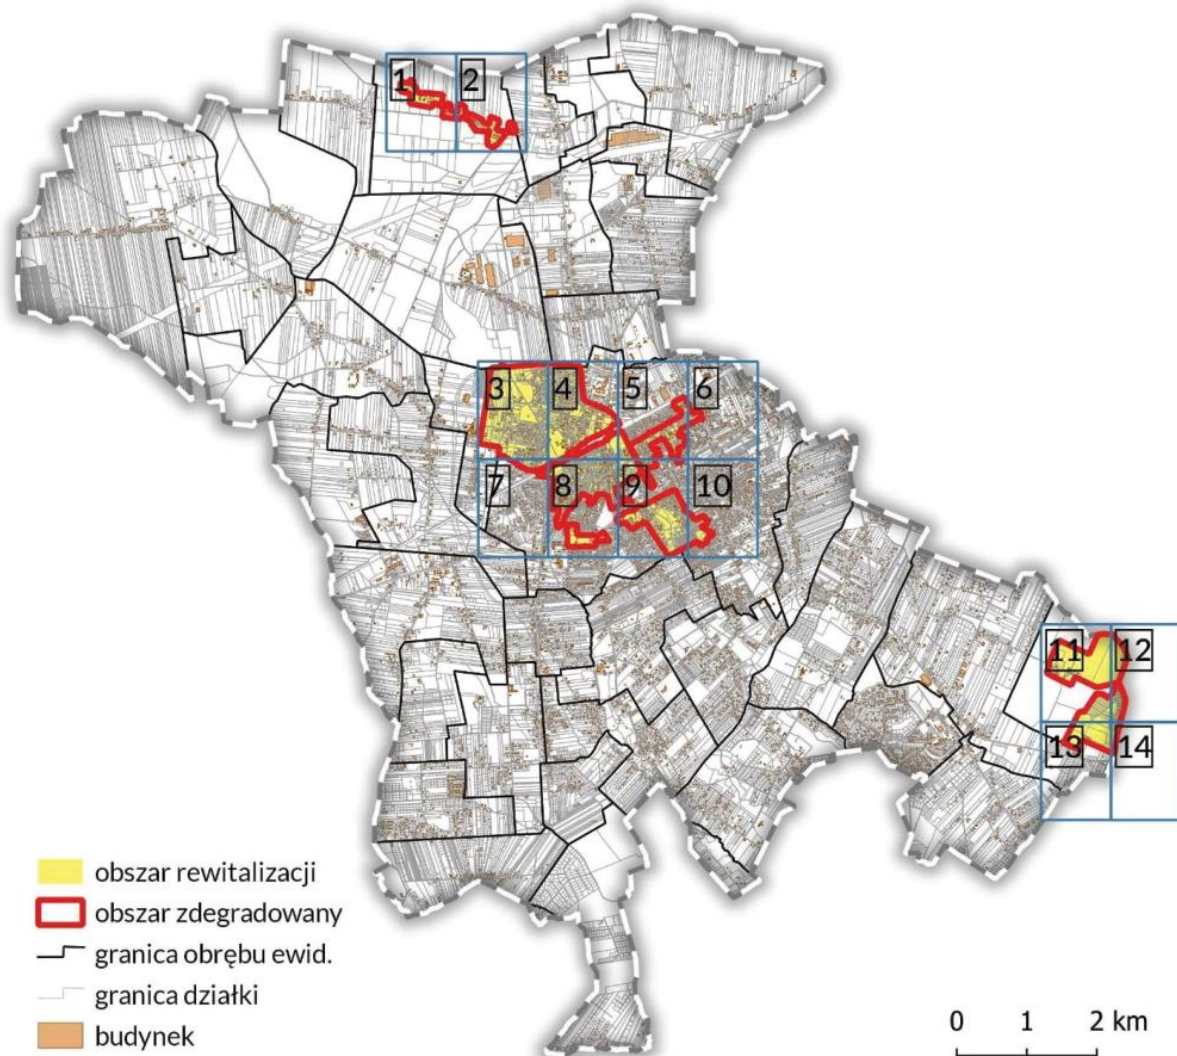 1 2
3 4 5 6
7 8 9 10
11 12
13 14
obszar rewitalizacji
obszar zdegradowany
granica obrębu ewid.
granica działki
budynek
0 1 2 km